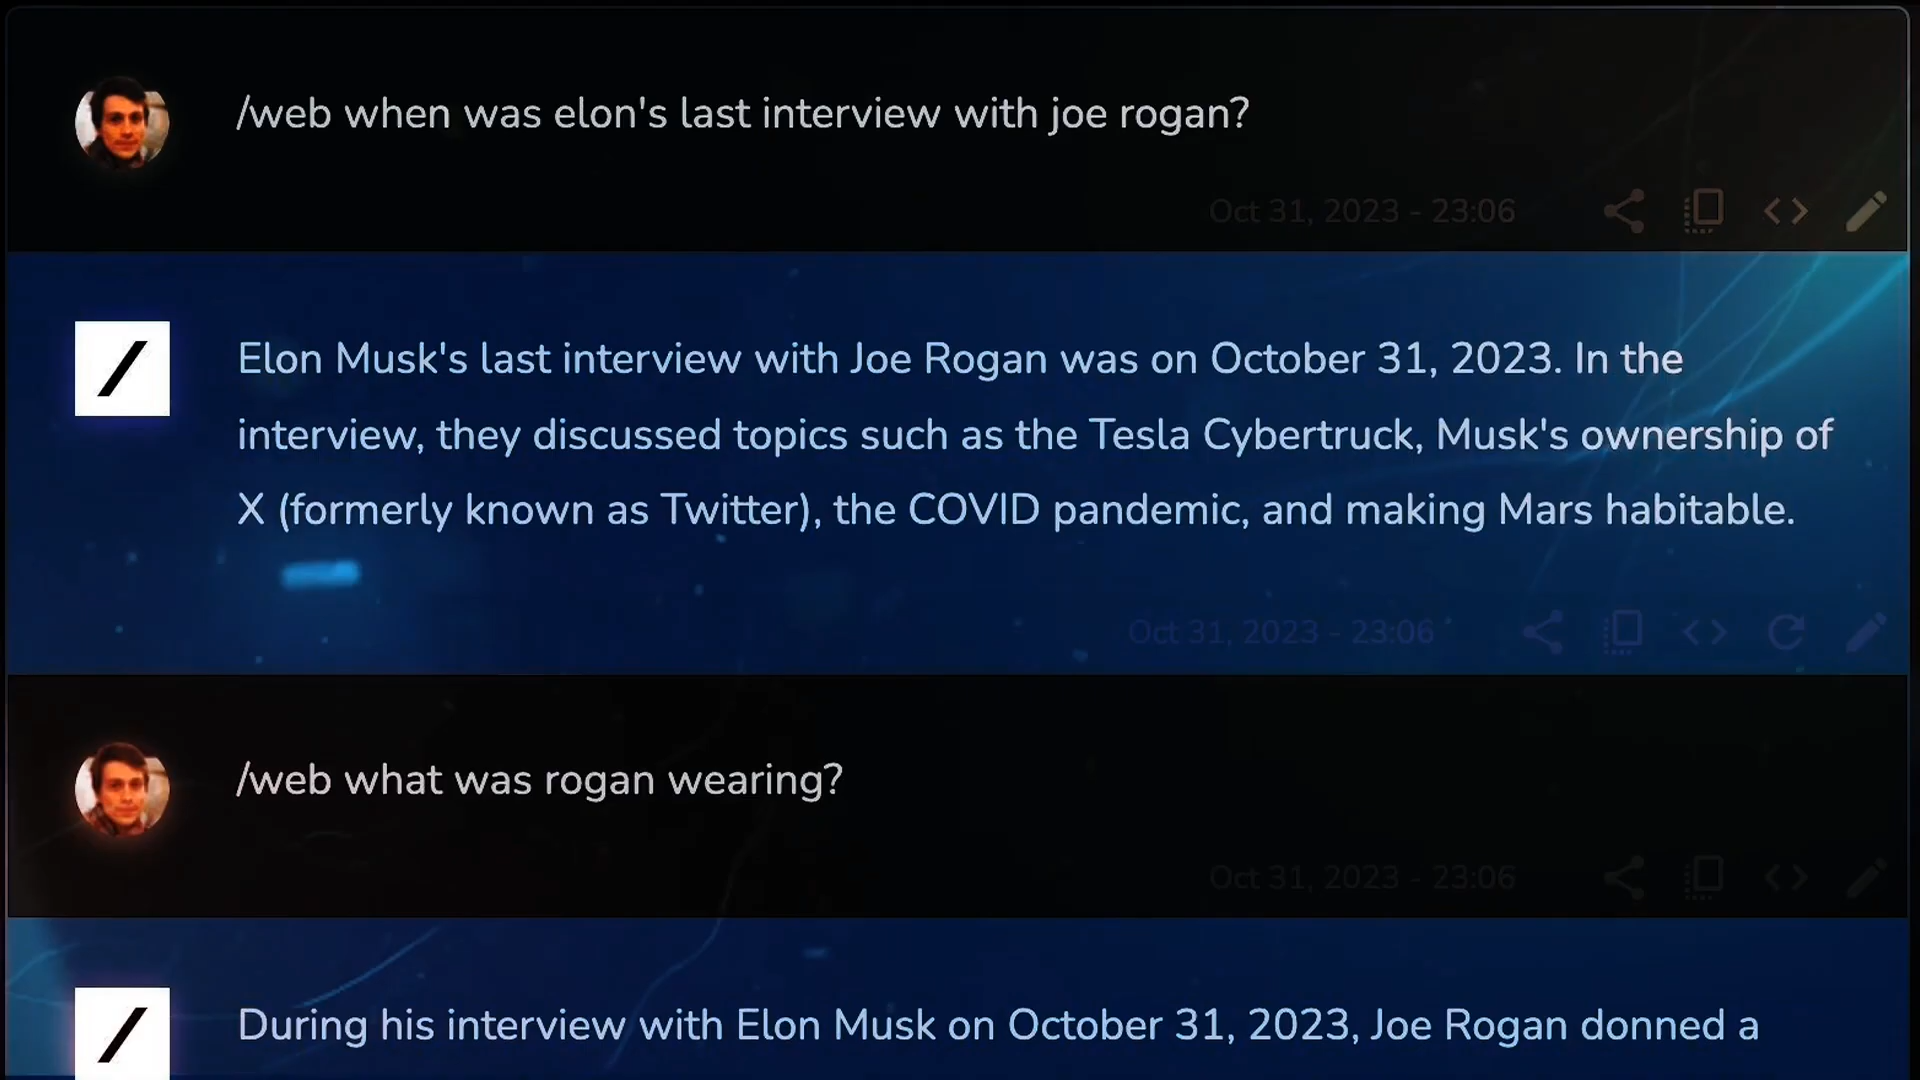 /web when was elon's last interview with joe rogan?
Oct 31, 2023 - 23:06
Elon Musk's last interview with Joe Rogan was on October 31, 2023. In the
interview, they discussed topics such as the Tesla Cybertruck, Musk's ownership of
X (formerly known as Twitter), the COVID pandemic, and making Mars habitable.
Oct 31, 2023 - 23:06
/web what was rogan wearing?
Oct 31, 2023 - 23:06
During his interview with Elon Musk on October 31, 2023, Joe Rogan donned a